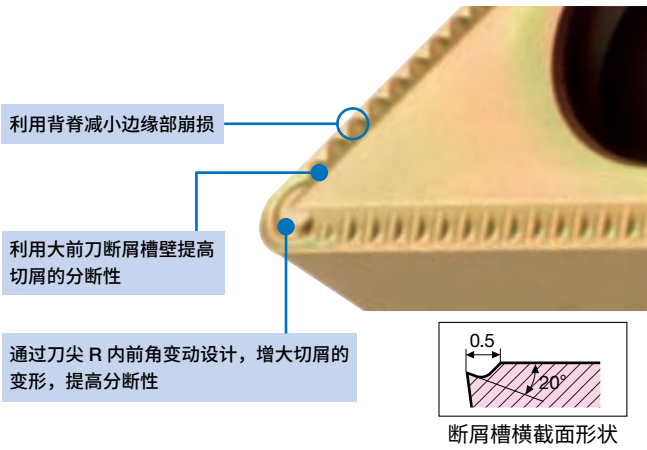 利用背脊减小边缘部崩损
利用大前刀断屑槽壁提高
切屑的分断性
通过刀尖 R 内前角变动设计，增大切屑的
变形，提高分断性
0.5
20°
断屑槽横截面形状